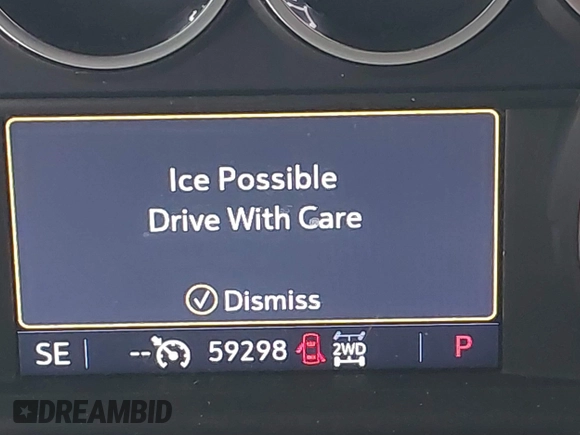 Ice Possible
Drive With Care
Dismiss
SE -- 59298 2WD P
DREAMBID